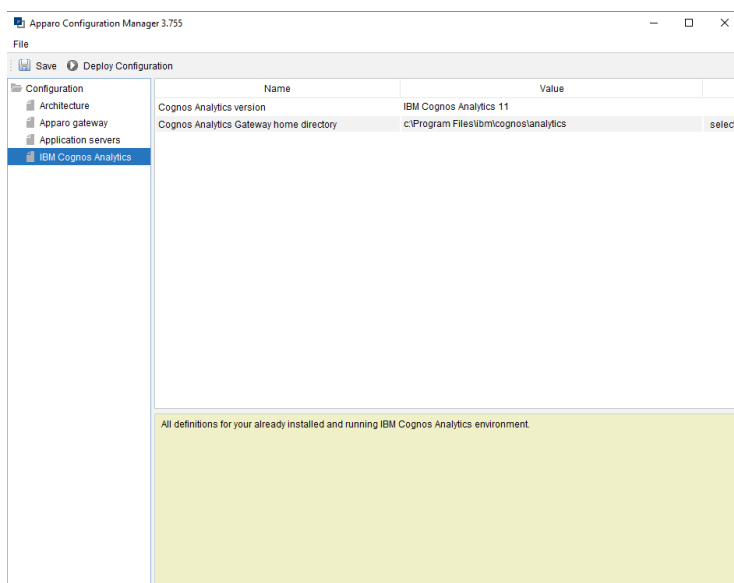 Apparo Configuration Manager 3.755
File
Save Deploy Configuration
Configuration
Architecture
Apparo gateway
Application servers
IBM Cognos Analytics
Name Value
Cognos Analytics version IBM Cognos Analytics 11
Cognos Analytics Gateway home directory c:\Program Files\ibm\cognos\analytics selec
All definitions for your already installed and running IBM Cognos Analytics environment.